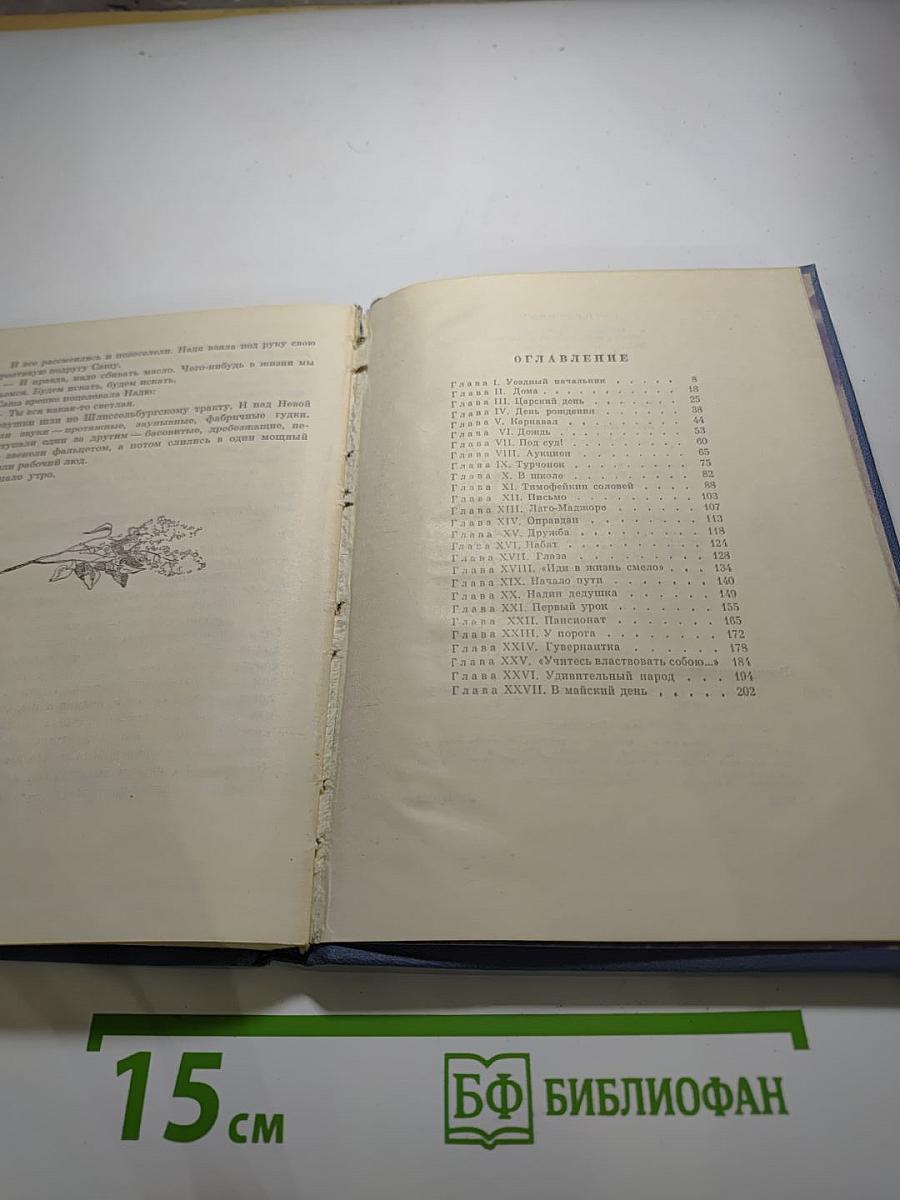 И все рассмеялись и повеселели. Надя взяла под руку свою
подругу Сашу.
— И правда, надо сбивать масло. Чего-нибудь в жизни мы
Будем искать, будем искать.
Саша крепко поцеловала Надю:
Ты вся какая-то светлая.
шли по Шлиссельбургскому тракту. И над Невой
звуки — протяжные, заунывные, фабричные гудки.
один за другим — басовитые, дребезжащие, не-
звенели фальцетом, а потом слились в один мощный
рабочий люд.
утро.
ОГЛАВЛЕНИЕ
Глава I. Уездный начальник . . . . . 8
Глава II. Дома . . . . . . . . . 18
Глава III. Царский день . . . . . . 25
Глава IV. День рождения . . . . . . 38
Глава V. Карнавал . . . . . . . . 44
Глава VI. Дождь . . . . . . . . 53
Глава VII. Под суд! . . . . . . . . 60
Глава VIII. Аукцион . . . . . . . . 65
Глава IX. Турчонок . . . . . . . . 75
Глава X. В школе . . . . . . . . 82
Глава XI. Тимофейкин соловей . . . . 88
Глава XII. Письмо . . . . . . . . 103
Глава XIII. Лаго-Маджоре . . . . . . 107
Глава XIV. Оправдан . . . . . . . 113
Глава XV. Дружба . . . . . . . . 118
Глава XVI. Набат . . . . . . . . . 124
Глава XVII. Глаза . . . . . . . . . 128
Глава XVIII. «Иди в жизнь смело» . . . 134
Глава XIX. Начало пути . . . . . . . 140
Глава XX. Надин дедушка . . . . . . 149
Глава XXI. Первый урок . . . . . . . 155
Глава XXII. Пансионат . . . . . . . 165
Глава XXIII. У порога . . . . . . . . 172
Глава XXIV. Гувернантка . . . . . . 178
Глава XXV. «Учитесь властвовать собою...» 184
Глава XXVI. Удивительный народ . . . 194
Глава XXVII. В майский день . . . . . 202
15 см
БФ БИБЛИОФАН